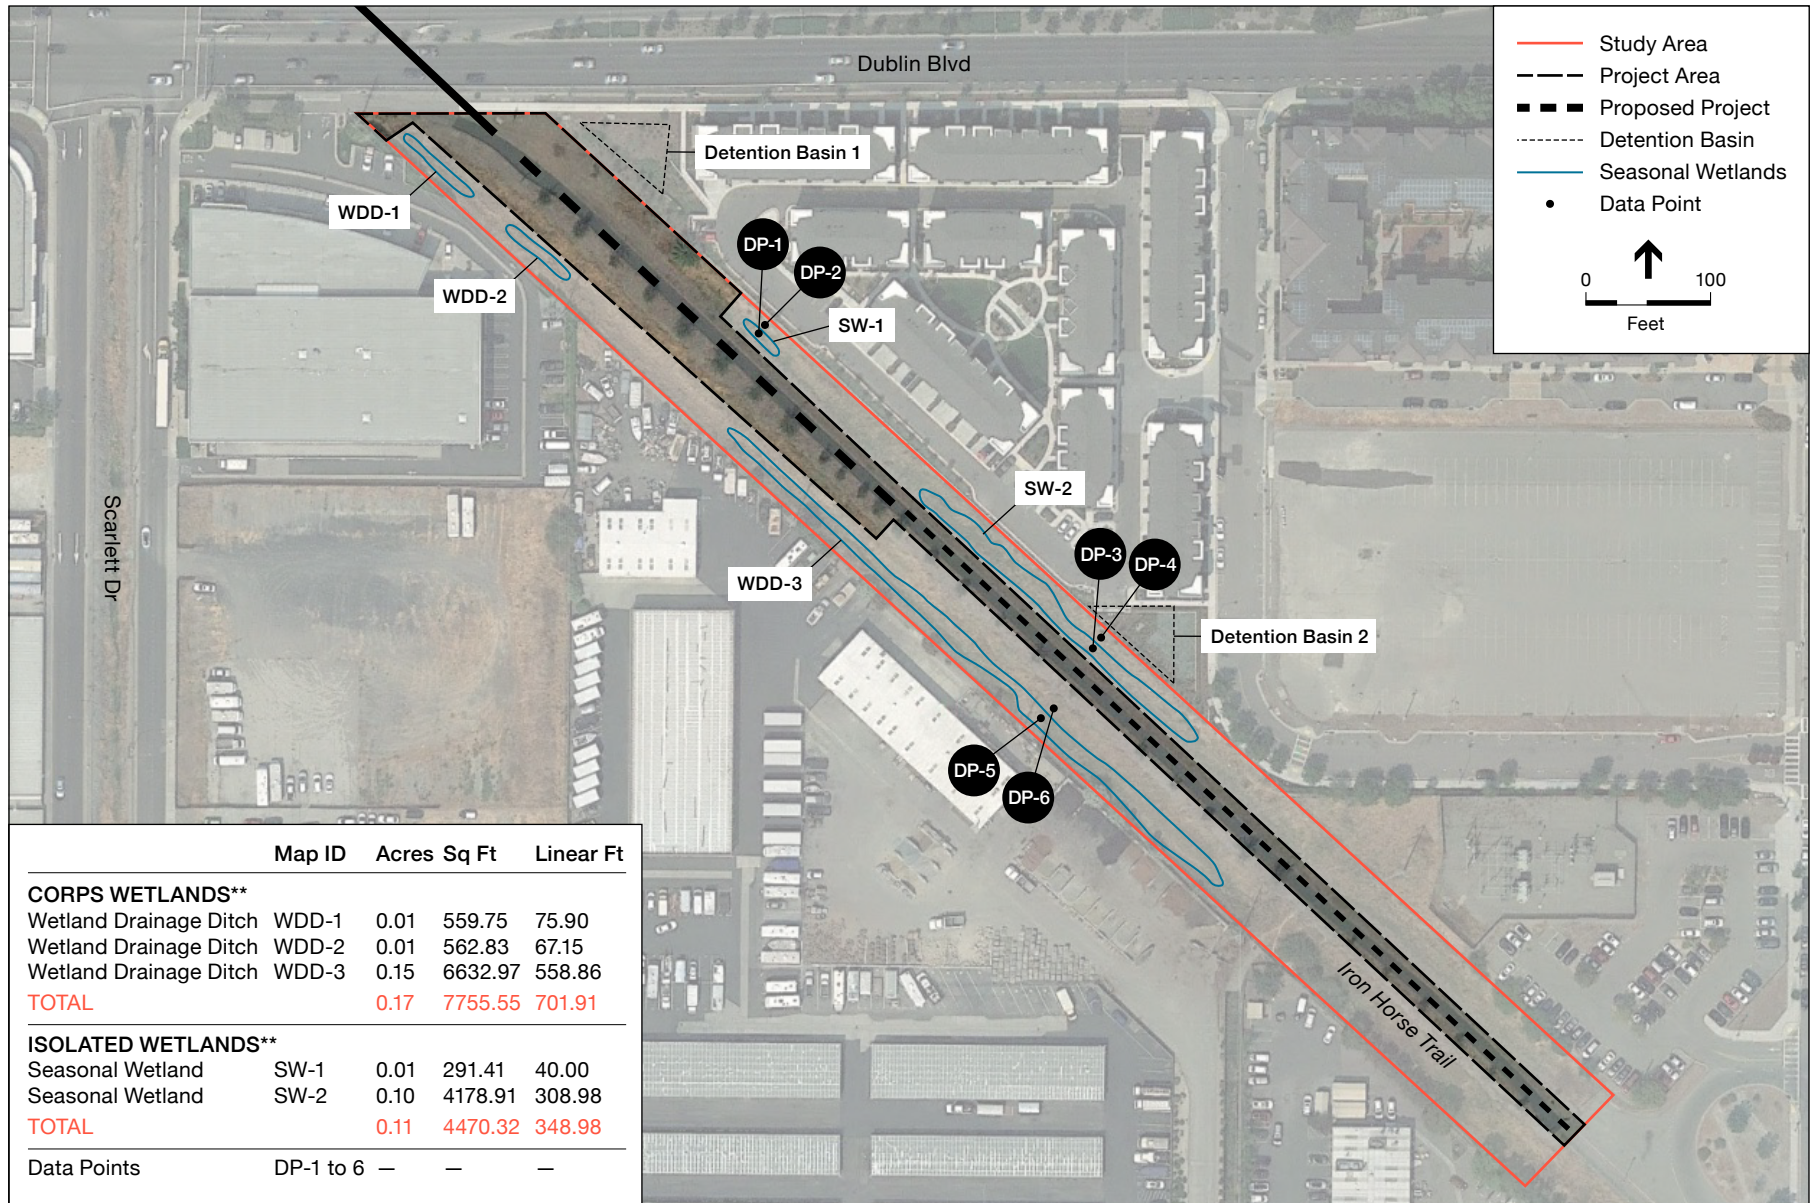 Dublin Blvd
Study Area
Project Area
Proposed Project
Detention Basin
Seasonal Wetlands
Data Point
0 100
Feet
Detention Basin 1
WDD-1
DP-1
DP-2
WDD-2
SW-1
Scarlett Dr
SW-2
DP-3
DP-4
WDD-3
Detention Basin 2
DP-5
DP-6
Iron Horse Trail
Map ID Acres Sq Ft Linear Ft
CORPS WETLANDS**
Wetland Drainage Ditch WDD-1 0.01 559.75 75.90
Wetland Drainage Ditch WDD-2 0.01 562.83 67.15
Wetland Drainage Ditch WDD-3 0.15 6632.97 558.86
TOTAL 0.17 7755.55 701.91
ISOLATED WETLANDS**
Seasonal Wetland SW-1 0.01 291.41 40.00
Seasonal Wetland SW-2 0.10 4178.91 308.98
TOTAL 0.11 4470.32 348.98
Data Points DP-1 to 6 — — —